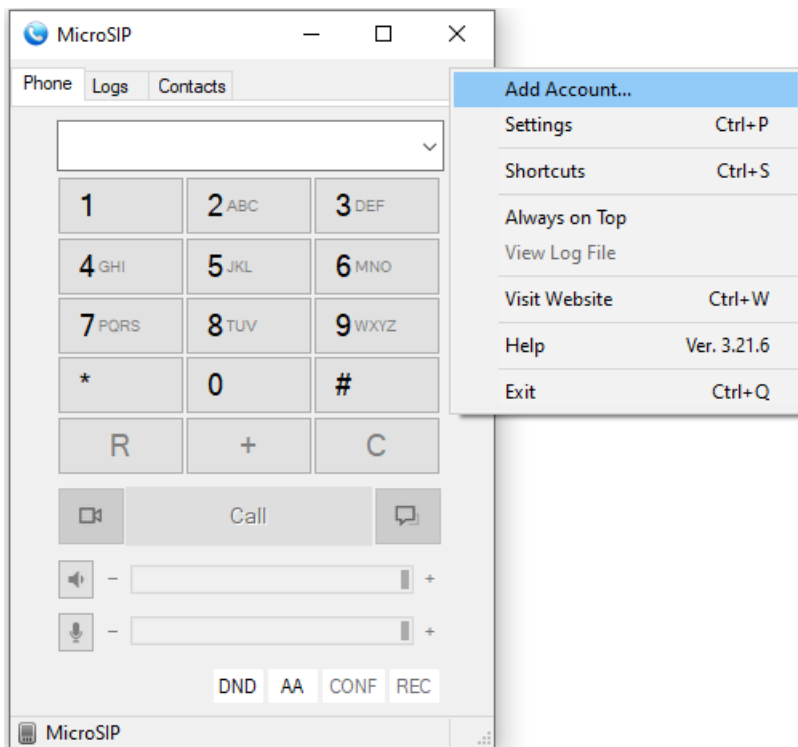 MicroSIP
Phone Logs Contacts
Add Account...
Settings Ctrl+P
Shortcuts Ctrl+S
Always on Top
View Log File
Visit Website Ctrl+W
Help Ver. 3.21.6
Exit Ctrl+Q
1 2 ABC 3 DEF
4 GHI 5 JKL 6 MNO
7 PQRS 8 TUV 9 WXYZ
* 0 #
R + C
Call
− +
− +
DND AA CONF REC
MicroSIP